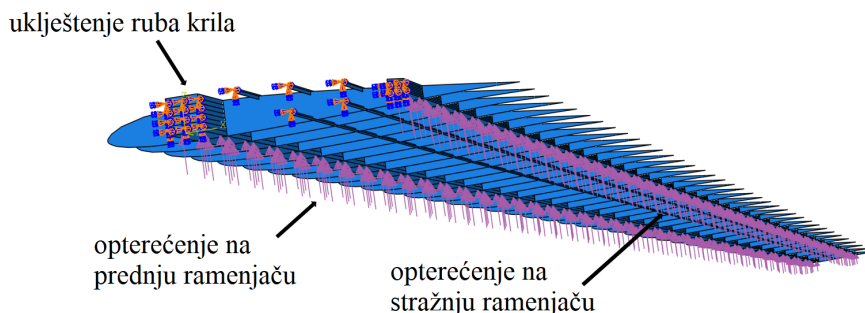 uklještenje ruba krila
opterećenje na
prednju ramenjaču
opterećenje na
stražnju ramenjaču